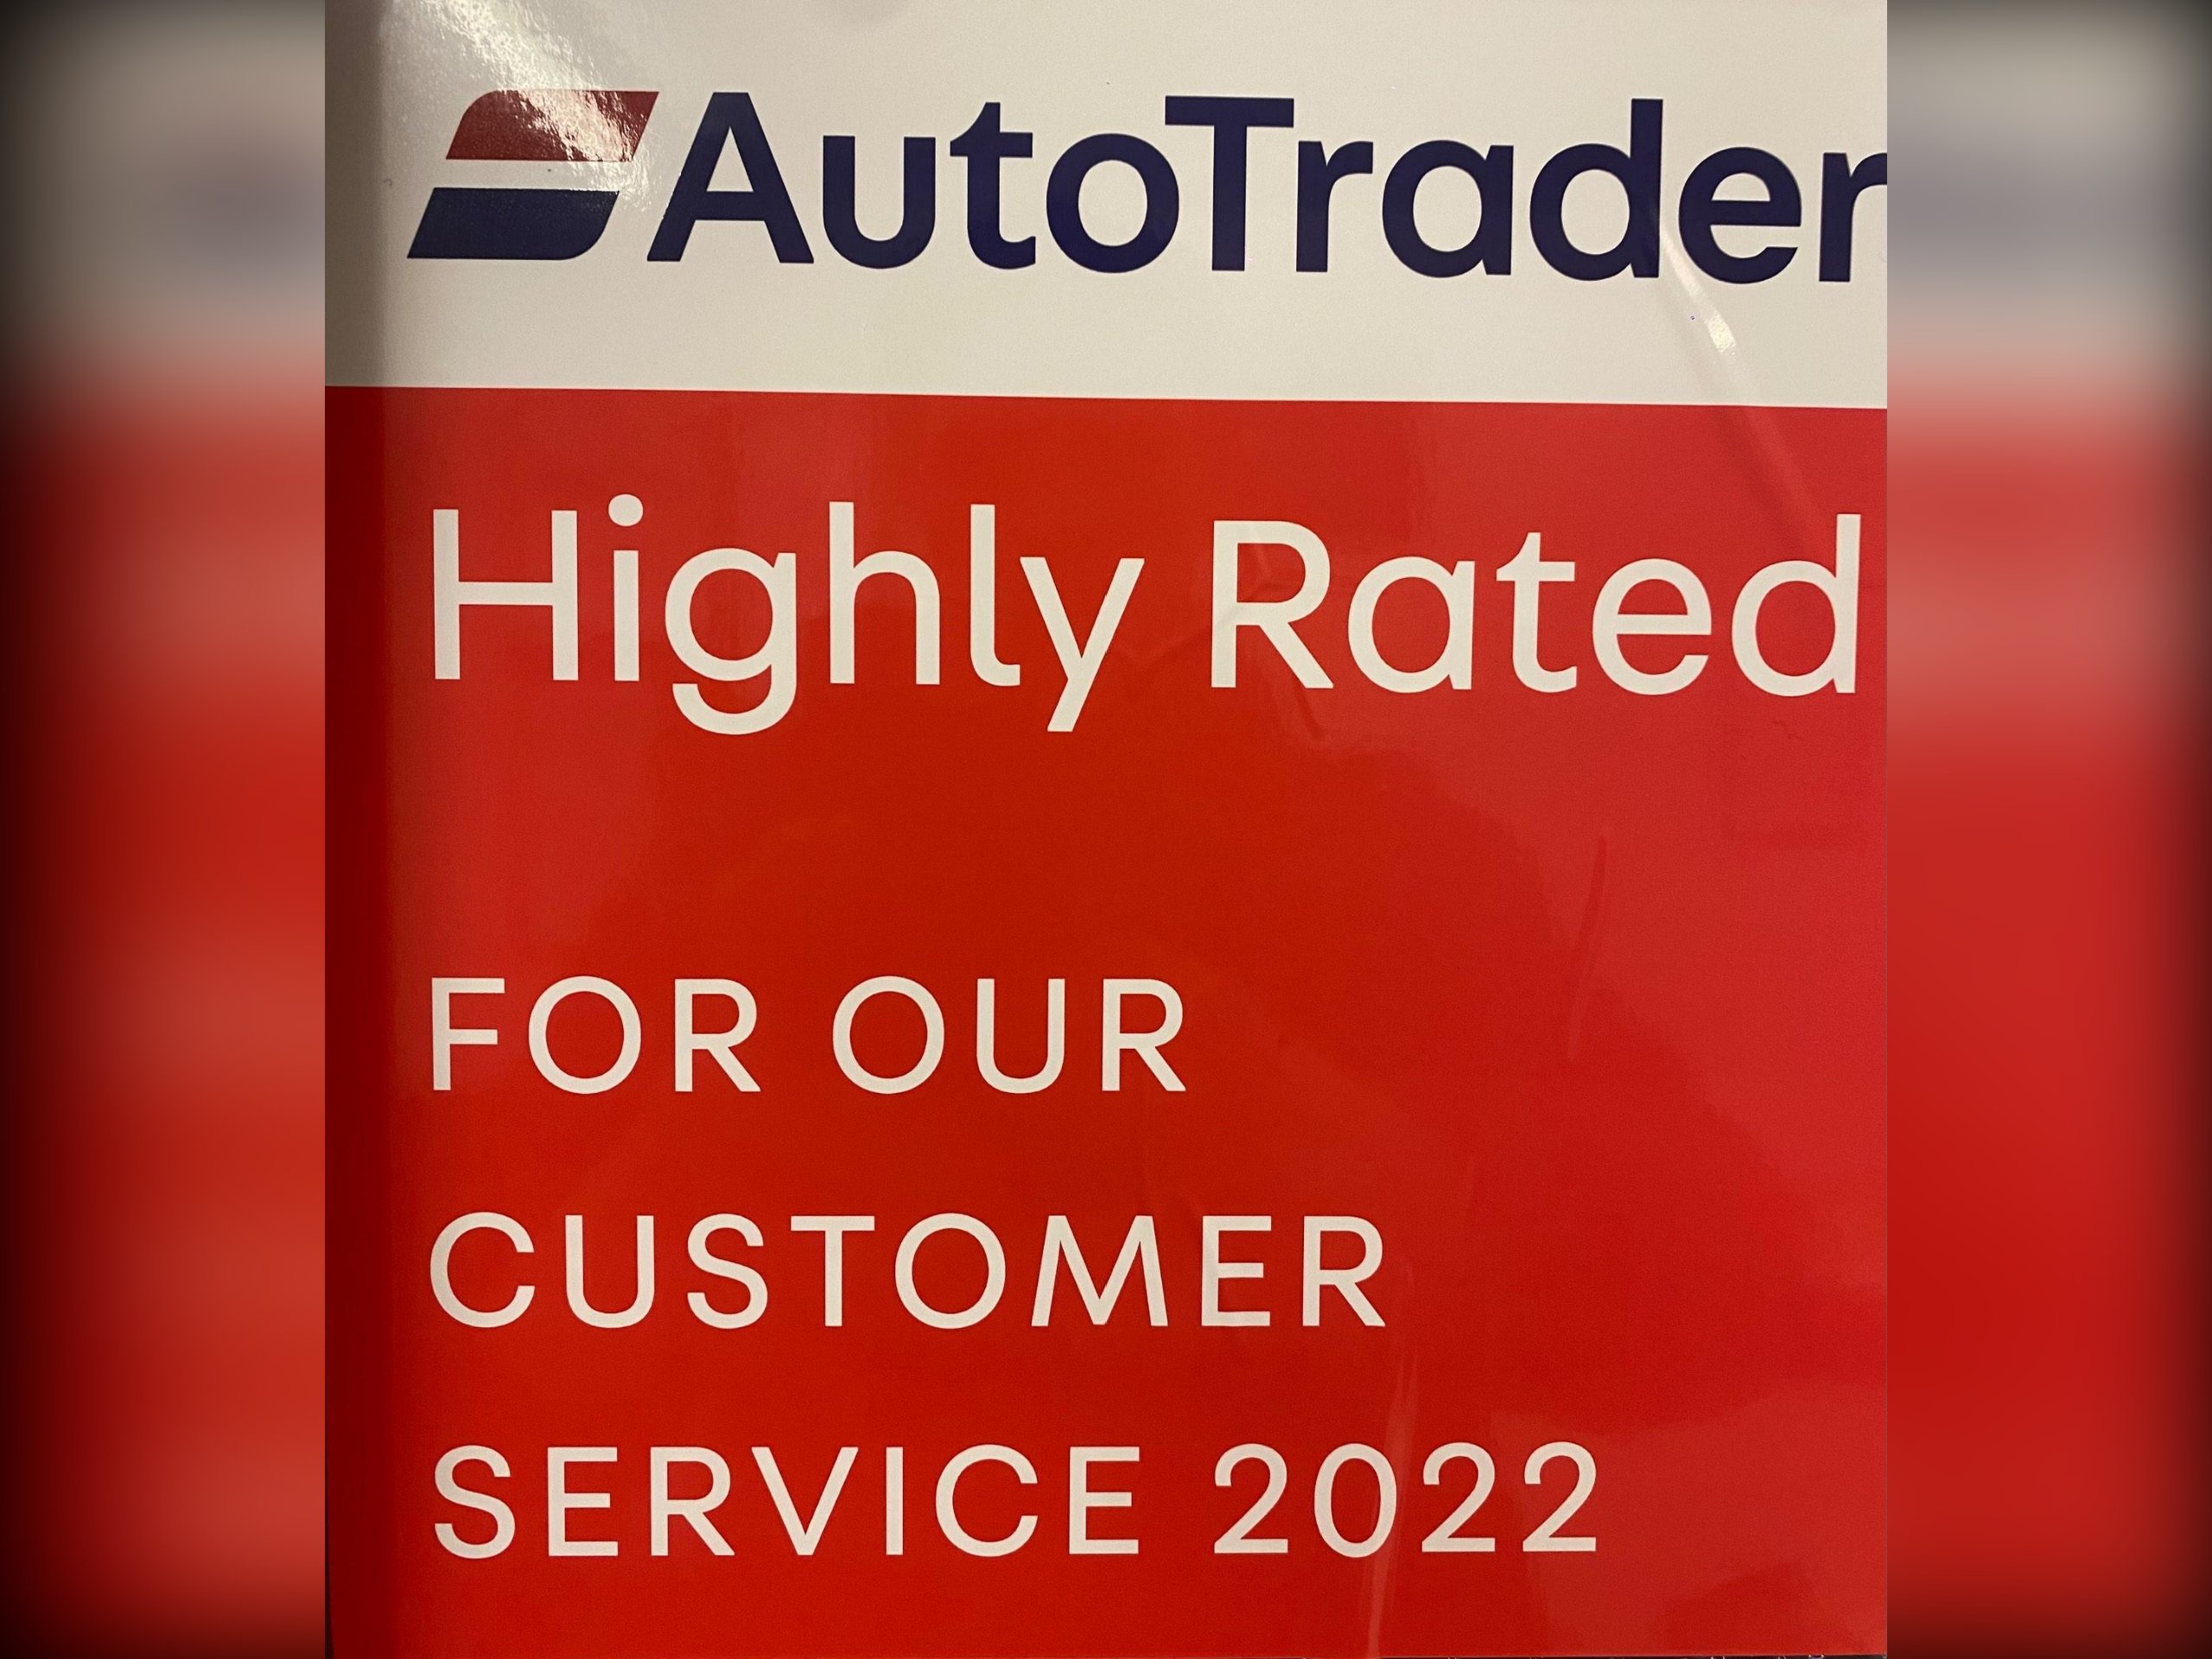 AutoTrader
Highly Rated
FOR OUR
CUSTOMER
SERVICE 2022